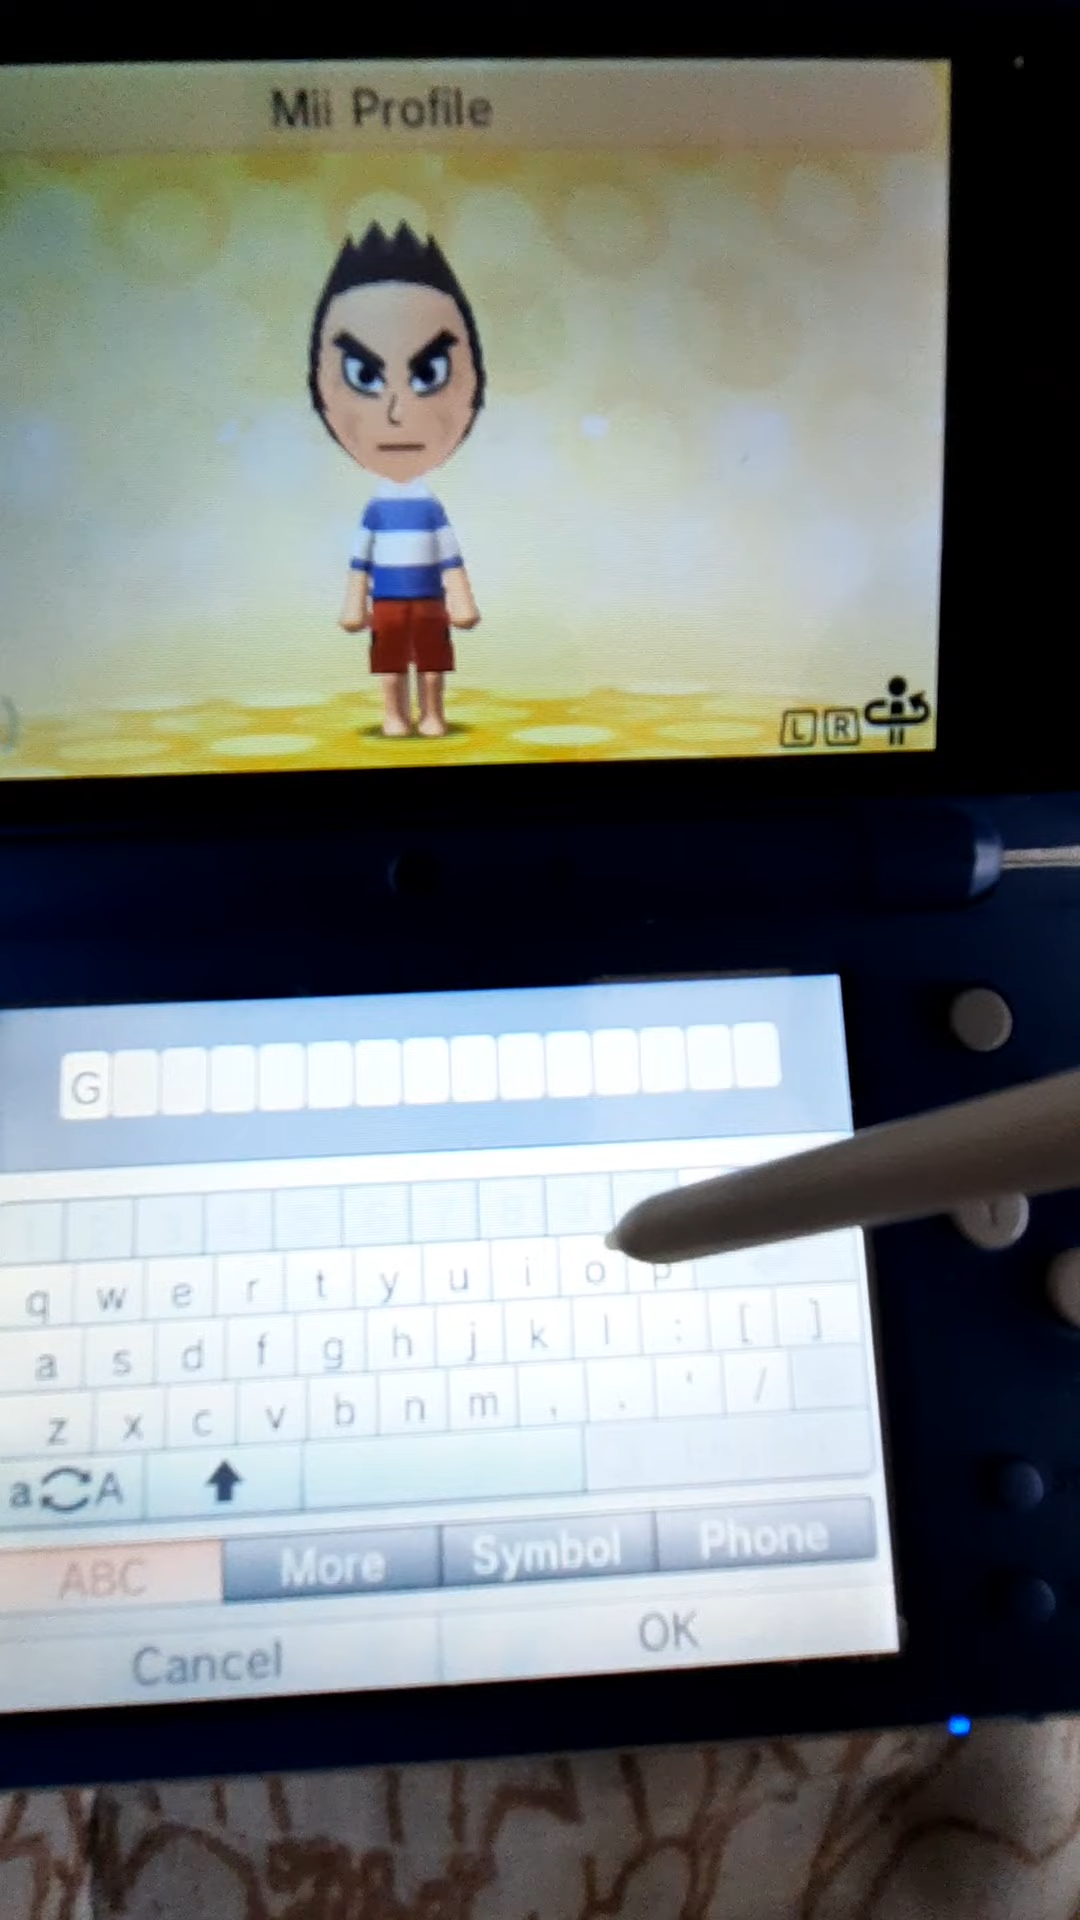 Mii Profile
L R
G
q w e r t y u i o p
a s d f g h j k l : [ ]
z x c v b n m , . ' /
a A
ABC More Symbol Phone
Cancel OK